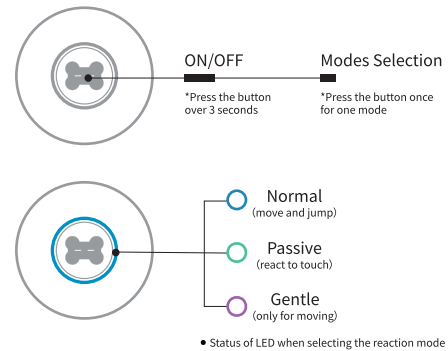 ON/OFF
*Press the button
over 3 seconds
Modes Selection
*Press the button once
for one mode
Normal
(move and jump)
Passive
(react to touch)
Gentle
(only for moving)
• Status of LED when selecting the reaction mode